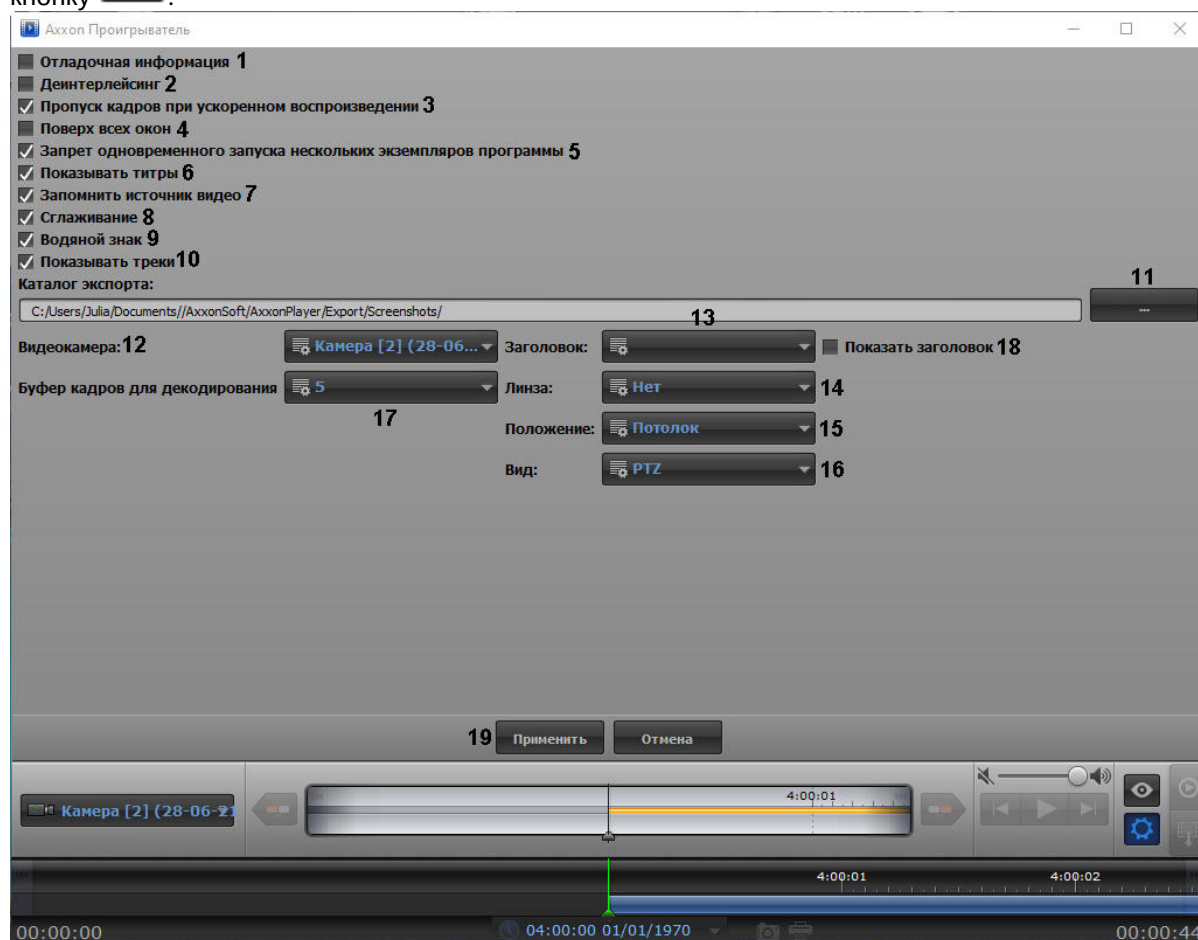 кнопку
Axxon Проигрыватель
Отладочная информация 1
Деинтерлейсинг 2
Пропуск кадров при ускоренном воспроизведении 3
Поверх всех окон 4
Запрет одновременного запуска нескольких экземпляров программы 5
Показывать титры 6
Запомнить источник видео 7
Сглаживание 8
Водяной знак 9
Показывать треки 10
Каталог экспорта:
11
C:/Users/Julia/Documents//AxxonSoft/AxxonPlayer/Export/Screenshots/ ...
13
Видеокамера: 12 Камера [2] (28-06... Заголовок: Показать заголовок 18
Буфер кадров для декодирования 5 Линза: Нет 14
17
Положение: Потолок 15
Вид: PTZ 16
19 Применить Отмена
Камера [2] (28-06-21 4:00:01
4:00:01 4:00:02
00:00:00 04:00:00 01/01/1970 00:00:44